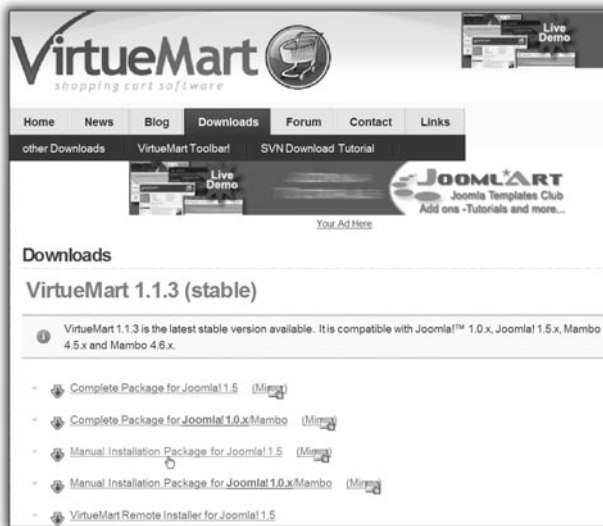 VirtueMart
shopping cart software
Live
Demo
Home News Blog Downloads Forum Contact Links
other Downloads VirtueMart Toolbar! SVN Download Tutorial
Live
Demo
JOOMLART
Joomla Templates Club
Add ons -Tutorials and more...
Your Ad Here
Downloads
VirtueMart 1.1.3 (stable)
VirtueMart 1.1.3 is the latest stable version available. It is compatible with Joomla!™ 1.0.x, Joomla! 1.5.x, Mambo
4.5.x and Mambo 4.6.x.
Complete Package for Joomla! 1.5
Complete Package for Joomla! 1.0.x/Mambo
Manual Installation Package for Joomla! 1.5
Manual Installation Package for Joomla! 1.0.x/Mambo
VirtueMart Remote Installer for Joomla! 1.5